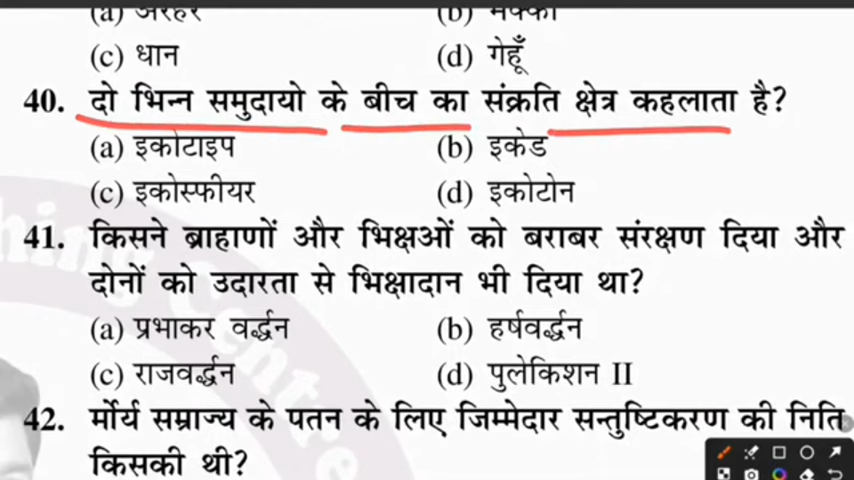 (a) अरहर (b) मक्का
(c) धान (d) गेहूँ
40. दो भिन्न समुदायो के बीच का संक्रति क्षेत्र कहलाता है?
(a) इकोटाइप (b) इकेड
(c) इकोस्फीयर (d) इकोटोन
41. किसने ब्राहाणों और भिक्षओं को बराबर संरक्षण दिया और
दोनों को उदारता से भिक्षादान भी दिया था?
(a) प्रभाकर वर्द्धन (b) हर्षवर्द्धन
(c) राजवर्द्धन (d) पुलेकिशन II
42. र्मोर्य सम्राज्य के पतन के लिए जिम्मेदार सन्तुष्टिकरण की निति
किसकी थी?